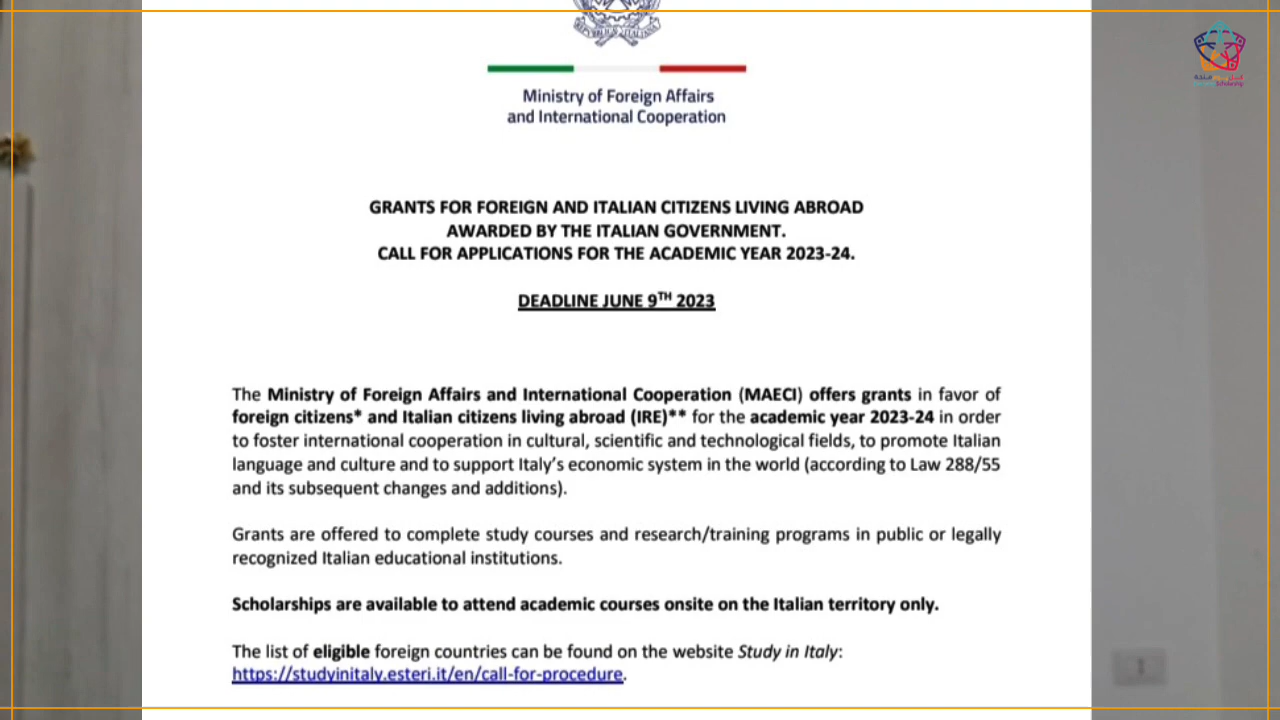 REPVBBLICA ITALIANA
Ministry of Foreign Affairs
and International Cooperation
GRANTS FOR FOREIGN AND ITALIAN CITIZENS LIVING ABROAD
AWARDED BY THE ITALIAN GOVERNMENT.
CALL FOR APPLICATIONS FOR THE ACADEMIC YEAR 2023-24.
DEADLINE JUNE 9TH 2023
The Ministry of Foreign Affairs and International Cooperation (MAECI) offers grants in favor of
foreign citizens* and Italian citizens living abroad (IRE)** for the academic year 2023-24 in order
to foster international cooperation in cultural, scientific and technological fields, to promote Italian
language and culture and to support Italy’s economic system in the world (according to Law 288/55
and its subsequent changes and additions).
Grants are offered to complete study courses and research/training programs in public or legally
recognized Italian educational institutions.
Scholarships are available to attend academic courses onsite on the Italian territory only.
The list of eligible foreign countries can be found on the website Study in Italy:
https://studyinitaly.esteri.it/en/call-for-procedure.